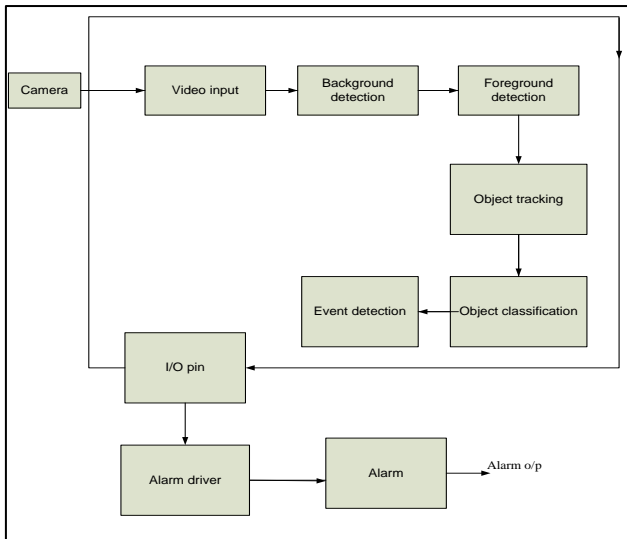 Camera
Video input
Background
detection
Foreground
detection
Object tracking
Event detection
Object classification
I/O pin
Alarm driver
Alarm
Alarm o/p